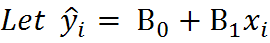 Let ŷᵢ = B₀ + B₁xᵢ